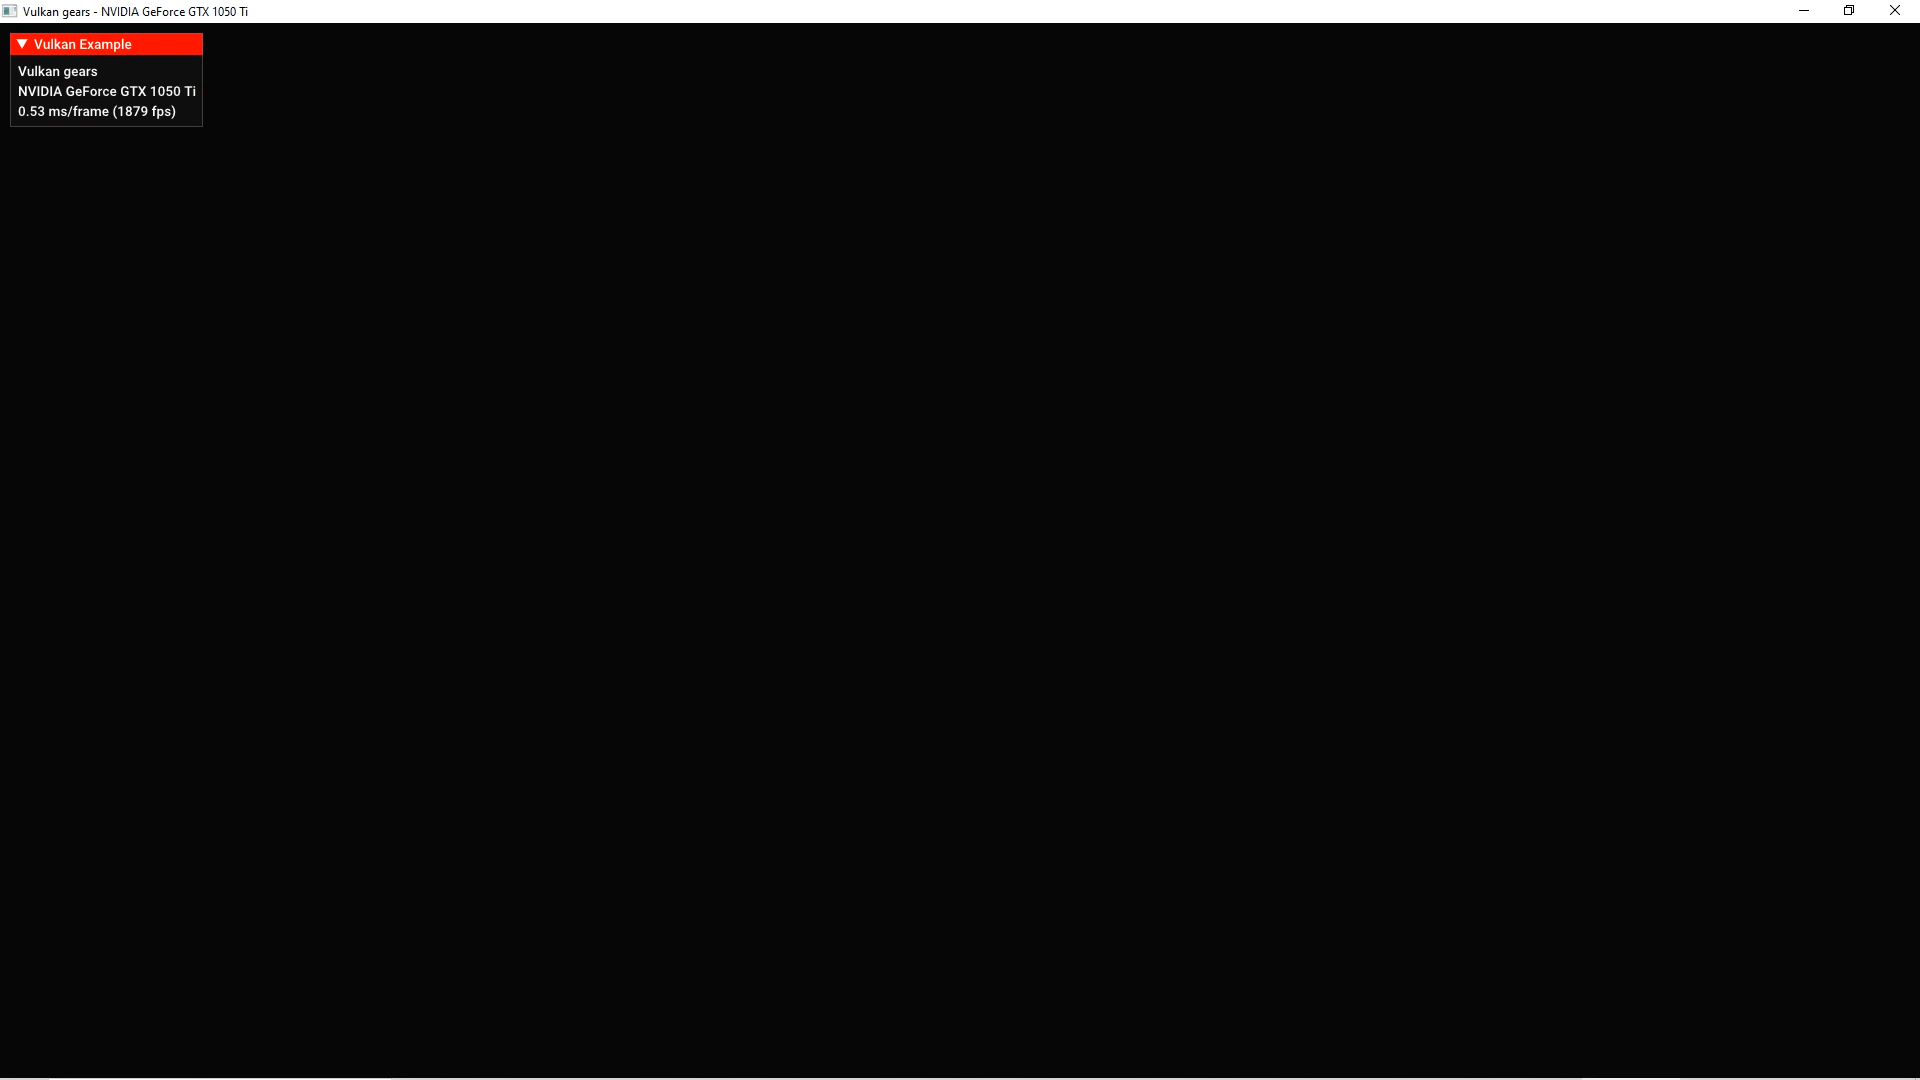 Vulkan gears - NVIDIA GeForce GTX 1050 Ti
Vulkan Example
Vulkan gears
NVIDIA GeForce GTX 1050 Ti
0.53 ms/frame (1879 fps)